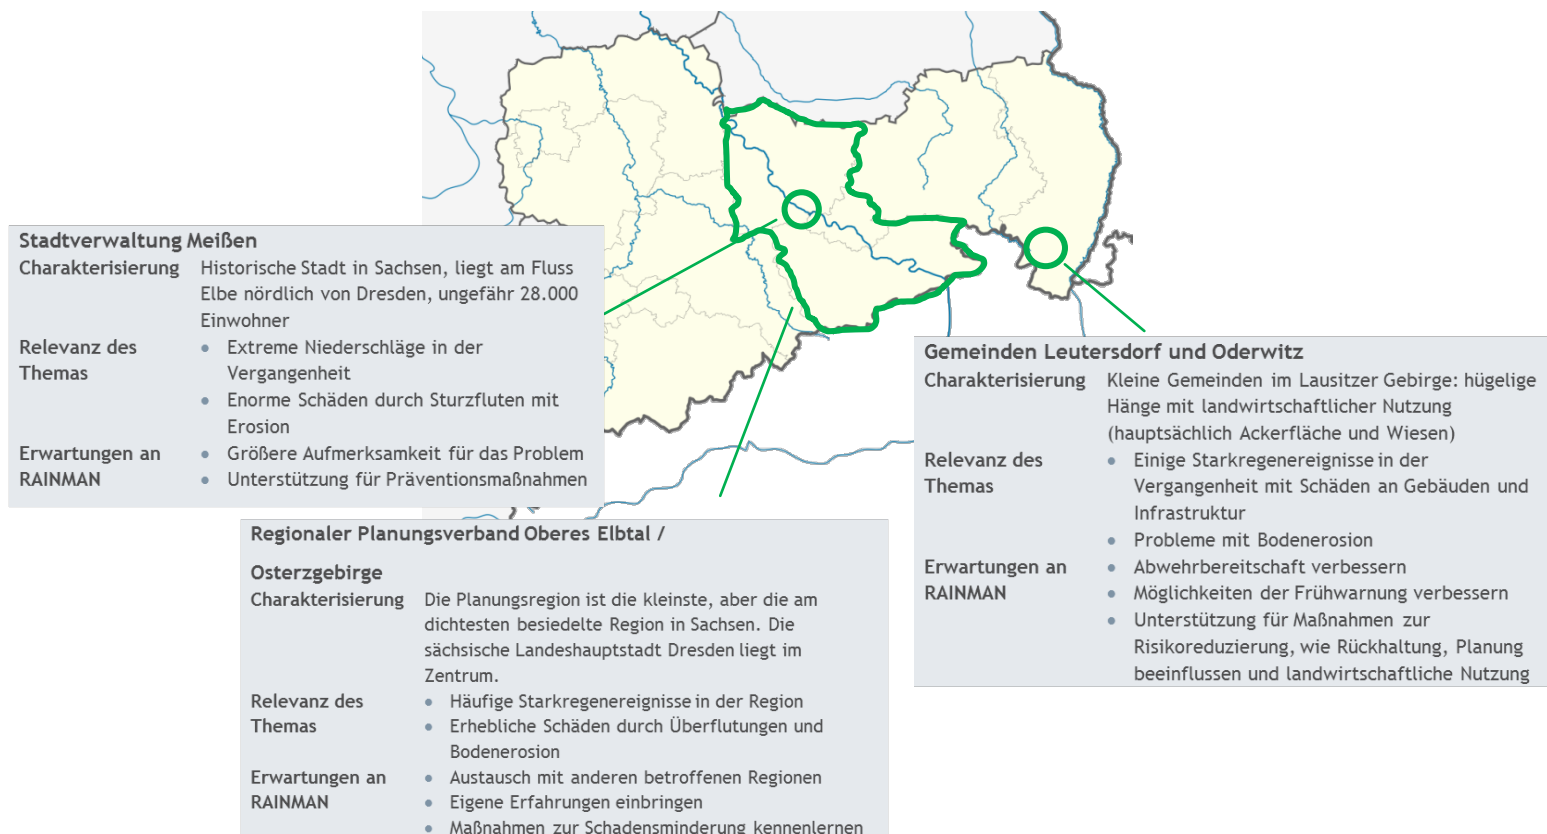 Stadtverwaltung Meißen
Charakterisierung Historische Stadt in Sachsen, liegt am Fluss
Elbe nördlich von Dresden, ungefähr 28.000
Einwohner
Relevanz des • Extreme Niederschläge in der
Themas Vergangenheit
• Enorme Schäden durch Sturzfluten mit
Erosion
Erwartungen an • Größere Aufmerksamkeit für das Problem
RAINMAN • Unterstützung für Präventionsmaßnahmen
Gemeinden Leutersdorf und Oderwitz
Charakterisierung Kleine Gemeinden im Lausitzer Gebirge: hügelige
Hänge mit landwirtschaftlicher Nutzung
(hauptsächlich Ackerfläche und Wiesen)
Relevanz des • Einige Starkregenereignisse in der
Themas Vergangenheit mit Schäden an Gebäuden und
Infrastruktur
• Probleme mit Bodenerosion
Erwartungen an • Abwehrbereitschaft verbessern
RAINMAN • Möglichkeiten der Frühwarnung verbessern
• Unterstützung für Maßnahmen zur
Risikoreduzierung, wie Rückhaltung, Planung
beeinflussen und landwirtschaftliche Nutzung
Regionaler Planungsverband Oberes Elbtal /
Osterzgebirge
Charakterisierung Die Planungsregion ist die kleinste, aber die am
dichtesten besiedelte Region in Sachsen. Die
sächsische Landeshauptstadt Dresden liegt im
Zentrum.
Relevanz des • Häufige Starkregenereignisse in der Region
Themas • Erhebliche Schäden durch Überflutungen und
Bodenerosion
Erwartungen an • Austausch mit anderen betroffenen Regionen
RAINMAN • Eigene Erfahrungen einbringen
• Maßnahmen zur Schadensminderung kennenlernen